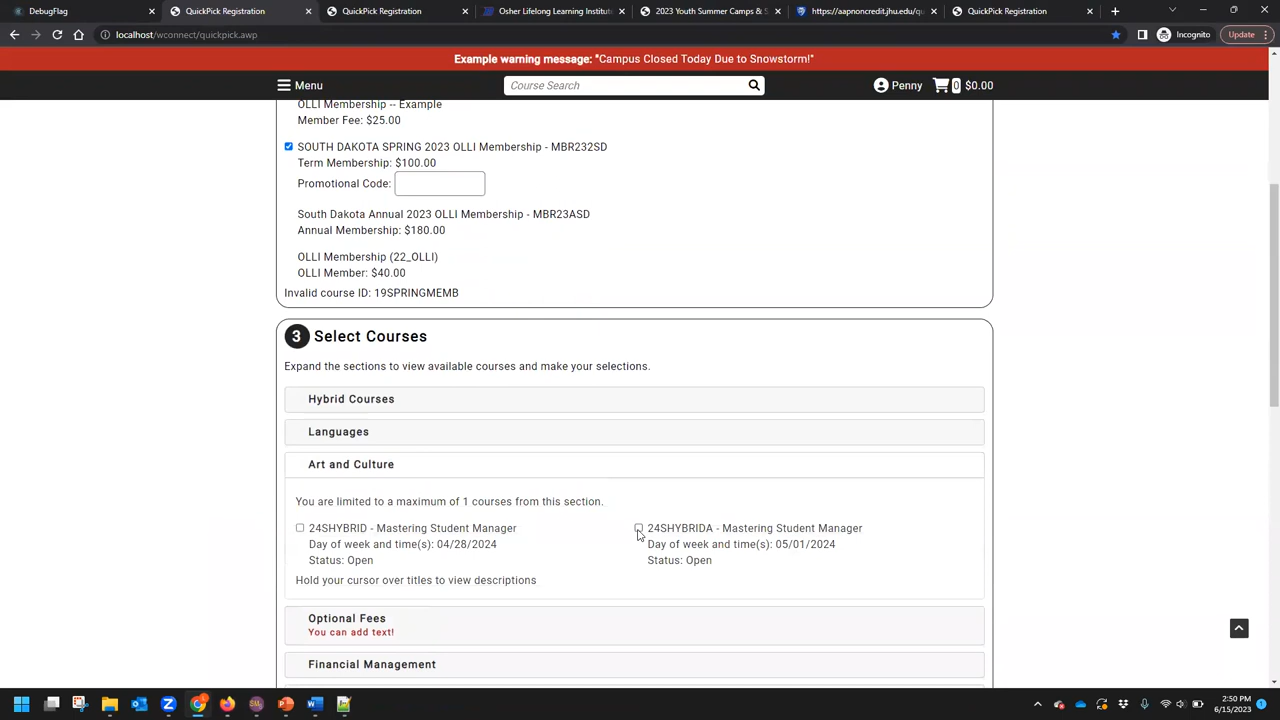 DebugFlag
QuickPick Registration
QuickPick Registration
Osher Lifelong Learning Institut
2023 Youth Summer Camps & S
https://aapnoncredit.jhu.edu/qu
QuickPick Registration
localhost/wconnect/quickpick.awp
Incognito
Update
Example warning message: "Campus Closed Today Due to Snowstorm!"
Menu
Course Search
Penny
0
$0.00
OLLI Membership -- Example
Member Fee: $25.00
SOUTH DAKOTA SPRING 2023 OLLI Membership - MBR232SD
Term Membership: $100.00
Promotional Code:
South Dakota Annual 2023 OLLI Membership - MBR23ASD
Annual Membership: $180.00
OLLI Membership (22_OLLI)
OLLI Member: $40.00
Invalid course ID: 19SPRINGMEMB
3 Select Courses
Expand the sections to view available courses and make your selections.
Hybrid Courses
Languages
Art and Culture
You are limited to a maximum of 1 courses from this section.
24SHYBRID - Mastering Student Manager
Day of week and time(s): 04/28/2024
Status: Open
24SHYBRIDA - Mastering Student Manager
Day of week and time(s): 05/01/2024
Status: Open
Hold your cursor over titles to view descriptions
Optional Fees
You can add text!
Financial Management
2:50 PM
6/15/2023